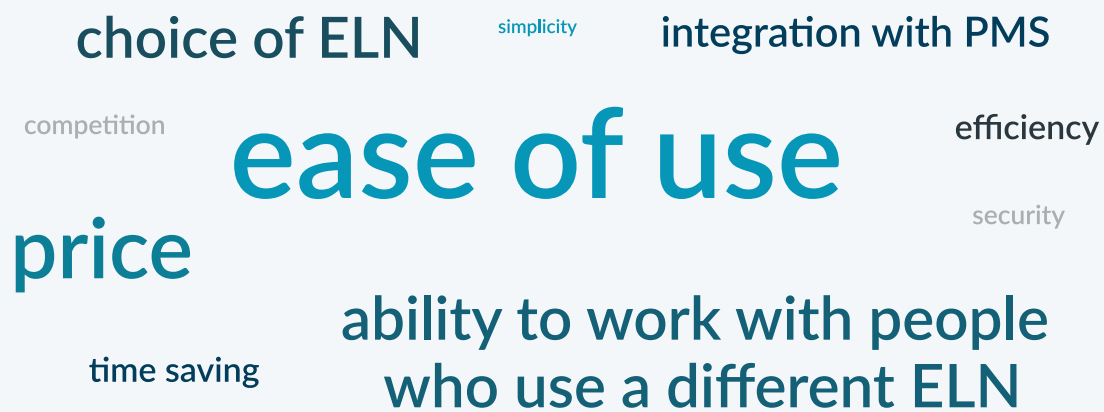 choice of ELN
simplicity
integration with PMS
competition
ease of use
efficiency
security
price
ability to work with people
who use a different ELN
time saving